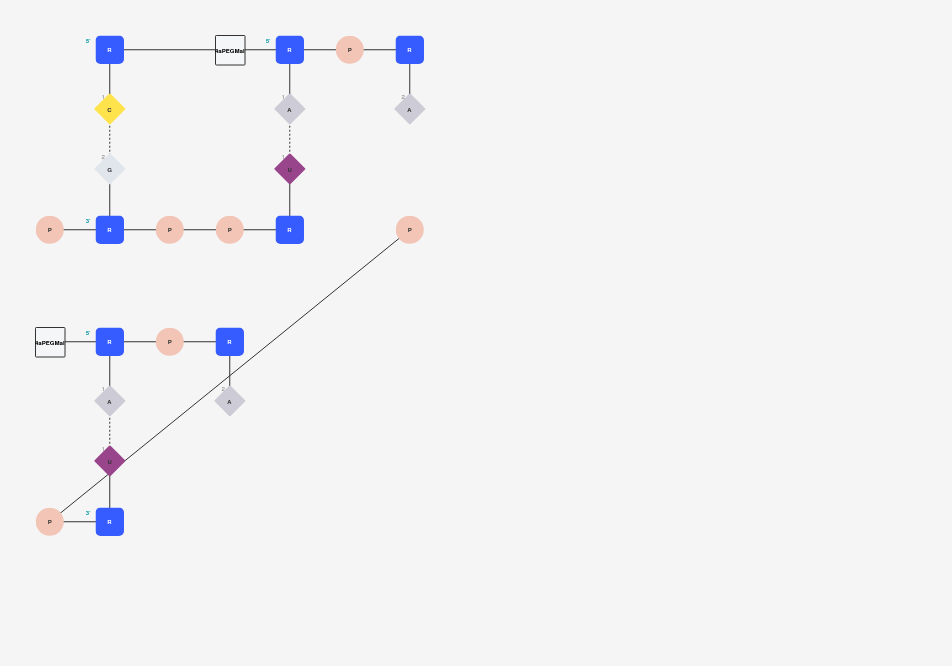 5' 5'
R 4aPEGMal R P R
1 1 2
C A A
2 1
G U
3'
P R P P R P
5'
4aPEGMal R P R
1 2
A A
1
U
3'
P R